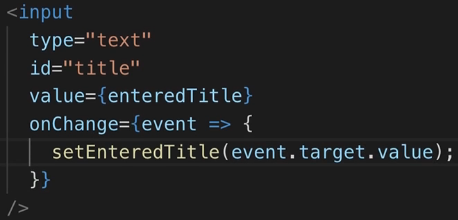 <input
type="text"
id="title"
value={enteredTitle}
onChange={event => {
setEnteredTitle(event.target.value);
}}
/>